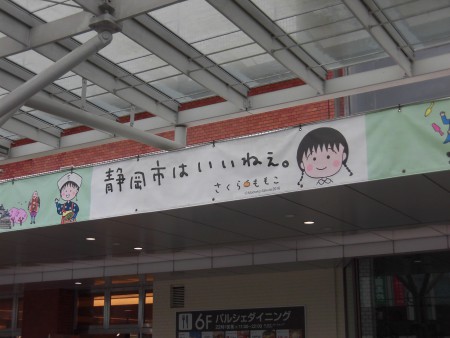 静岡市はいいねえ。
さくらももこ
6F パルシェダイニング